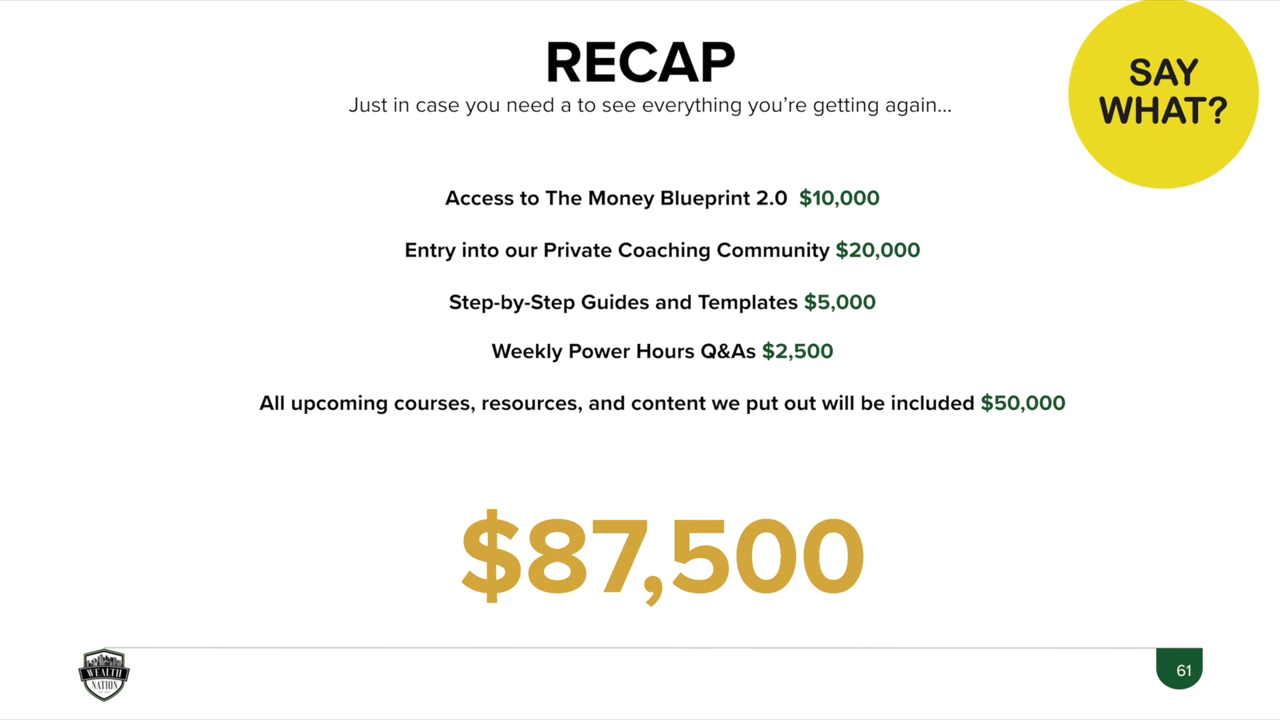 RECAP
Just in case you need a to see everything you're getting again...
SAY
WHAT?
Access to The Money Blueprint 2.0 $10,000
Entry into our Private Coaching Community $20,000
Step-by-Step Guides and Templates $5,000
Weekly Power Hours Q&As $2,500
All upcoming courses, resources, and content we put out will be included $50,000
$87,500
WEALTH
NATION
61